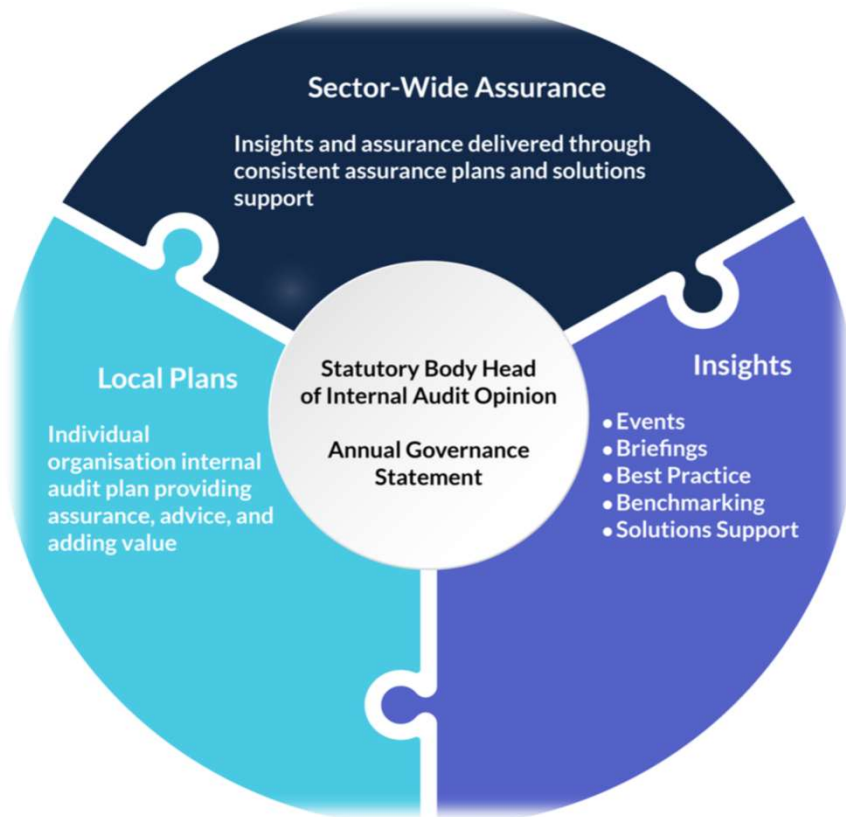 Sector-Wide Assurance
Insights and assurance delivered through
consistent assurance plans and solutions
support
Local Plans
Individual
organisation internal
audit plan providing
assurance, advice, and
adding value
Statutory Body Head
of Internal Audit Opinion
Annual Governance
Statement
Insights
• Events
• Briefings
• Best Practice
• Benchmarking
• Solutions Support